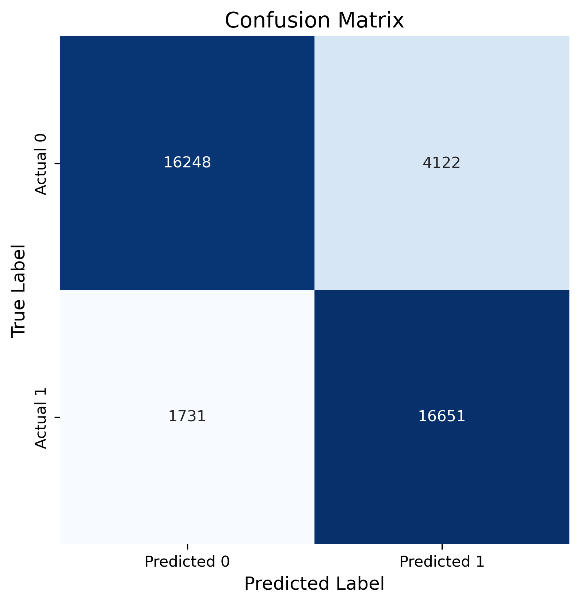 Confusion Matrix
Actual 0
16248
4122
True Label
Actual 1
1731
16651
Predicted 0
Predicted 1
Predicted Label